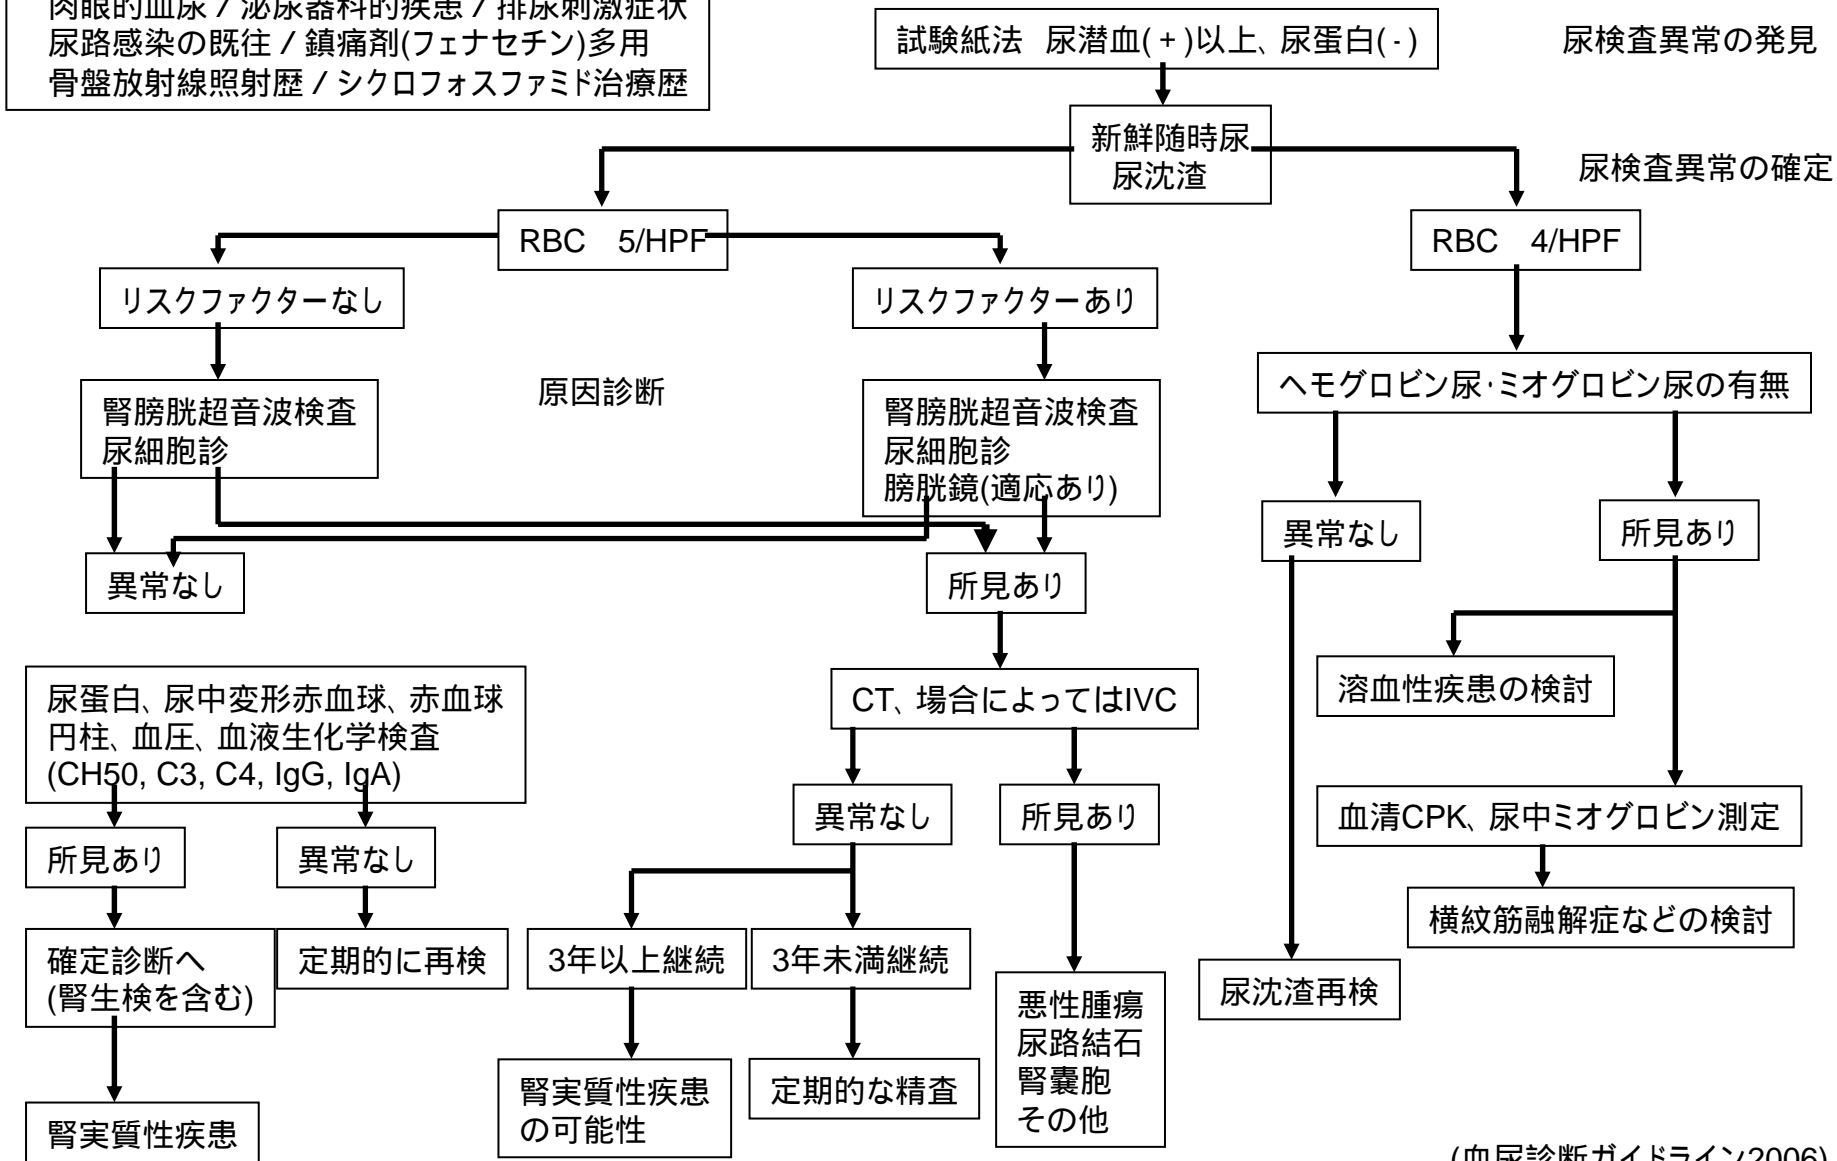 肉眼的血尿 / 泌尿器科的疾患 / 排尿刺激症状
尿路感染の既往 / 鎮痛剤(フェナセチン)多用
骨盤放射線照射歴 / シクロフォスファミド治療歴
試験紙法 尿潜血(+)以上、尿蛋白(-)
尿検査異常の発見
新鮮随時尿
尿沈渣
尿検査異常の確定
RBC 5/HPF
RBC 4/HPF
リスクファクターなし
リスクファクターあり
原因診断
ヘモグロビン尿・ミオグロビン尿の有無
腎膀胱超音波検査
尿細胞診
腎膀胱超音波検査
尿細胞診
膀胱鏡(適応あり)
異常なし
所見あり
異常なし
所見あり
尿蛋白、尿中変形赤血球、赤血球
円柱、血圧、血液生化学検査
(CH50, C3, C4, IgG, IgA)
CT、場合によってはIVC
溶血性疾患の検討
異常なし
所見あり
血清CPK、尿中ミオグロビン測定
所見あり
異常なし
横紋筋融解症などの検討
確定診断へ
(腎生検を含む)
定期的に再検
3年以上継続
3年未満継続
尿沈渣再検
悪性腫瘍
尿路結石
腎嚢胞
その他
腎実質性疾患
腎実質性疾患
の可能性
定期的な精査
(血尿診断ガイドライン2006)